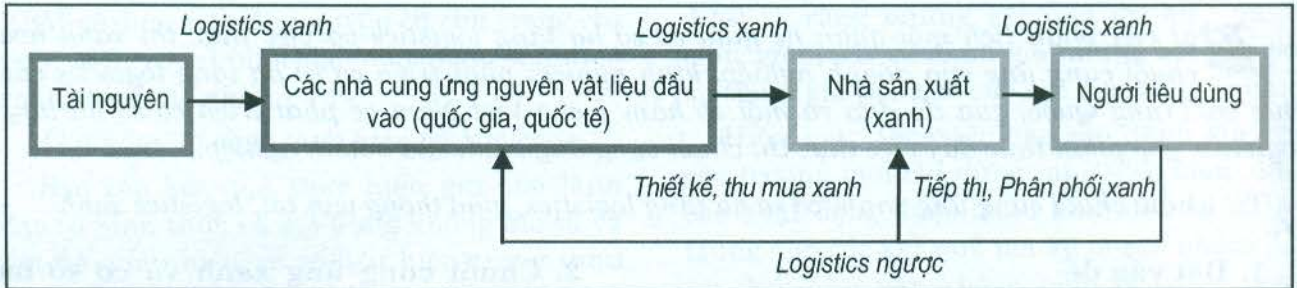 Logistics xanh
Logistics xanh
Logistics xanh
Tài nguyên
Các nhà cung ứng nguyên vật liệu đầu
vào (quốc gia, quốc tế)
Nhà sản xuất
(xanh)
Người tiêu dùng
Thiết kế, thu mua xanh
Tiếp thị, Phân phối xanh
Logistics ngược